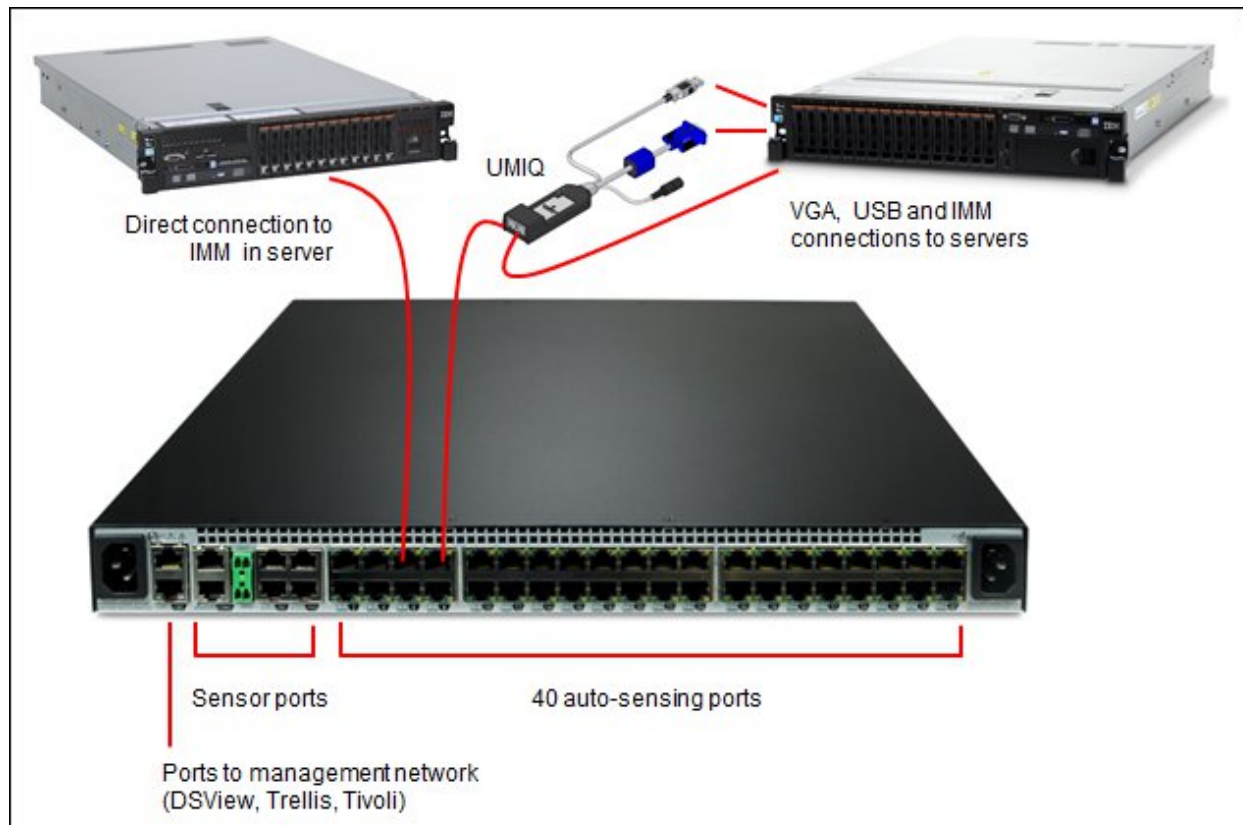 UMIQ
Direct connection to
IMM in server
VGA, USB and IMM
connections to servers
IBM
Sensor ports
40 auto-sensing ports
Ports to management network
(DSView, Trellis, Tivoli)